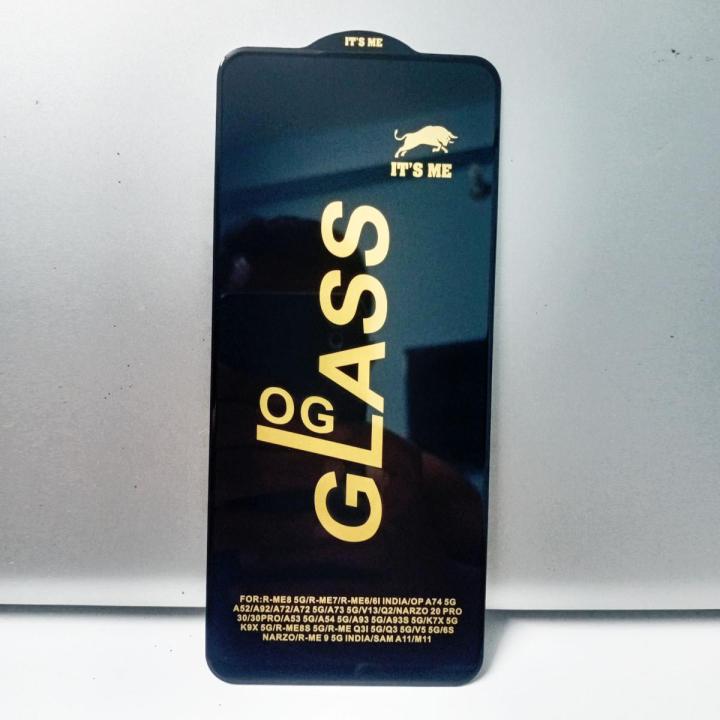 IT'S ME
IT'S ME
OG
GLASS
FOR:R-ME8 5G/R-ME7/R-ME6/6I INDIA/OP A74 5G
A52/A92/A72/A72 5G/A73 5G/V13/Q2/NARZO 20 PRO
30/30PRO/A53 5G/A54 5G/A93 5G/A93S 5G/K7X 5G
K9X 5G/R-ME8S 5G/R-ME Q3I 5G/Q3 5G/V5 5G/6S
NARZO/R-ME 9 5G INDIA/SAM A11/M11